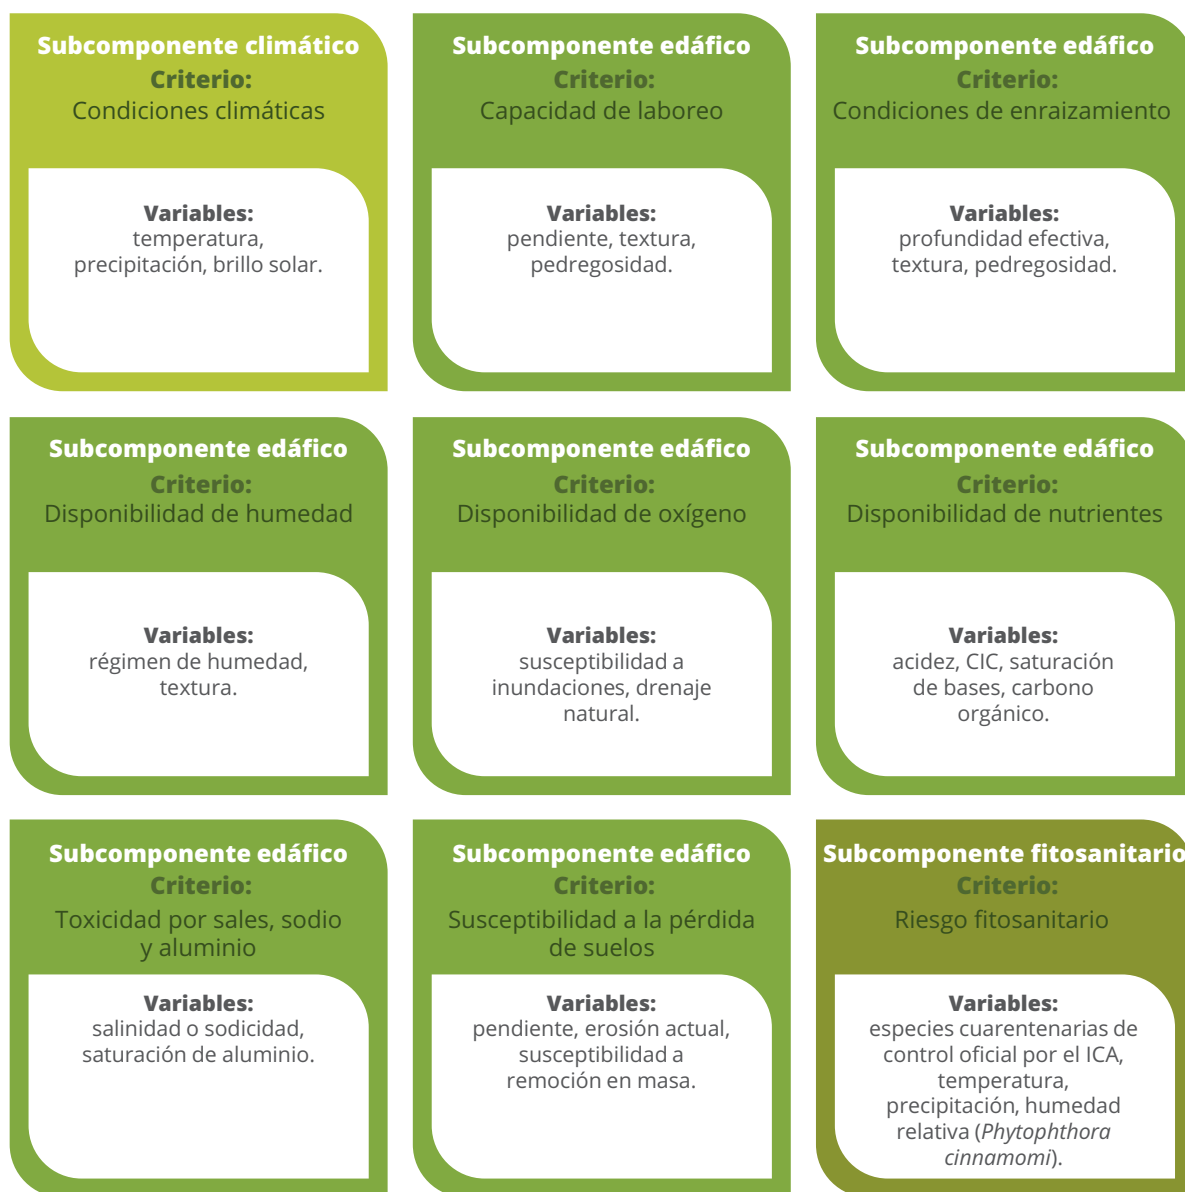 Subcomponente climático
Criterio:
Condiciones climáticas
Variables:
temperatura,
precipitación, brillo solar.
Subcomponente edáfico
Criterio:
Capacidad de laboreo
Variables:
pendiente, textura,
pedregosidad.
Subcomponente edáfico
Criterio:
Condiciones de enraizamiento
Variables:
profundidad efectiva,
textura, pedregosidad.
Subcomponente edáfico
Criterio:
Disponibilidad de humedad
Variables:
régimen de humedad,
textura.
Subcomponente edáfico
Criterio:
Disponibilidad de oxígeno
Variables:
susceptibilidad a
inundaciones, drenaje
natural.
Subcomponente edáfico
Criterio:
Disponibilidad de nutrientes
Variables:
acidez, CIC, saturación
de bases, carbono
orgánico.
Subcomponente edáfico
Criterio:
Toxicidad por sales, sodio
y aluminio
Variables:
salinidad o sodicidad,
saturación de aluminio.
Subcomponente edáfico
Criterio:
Susceptibilidad a la pérdida
de suelos
Variables:
pendiente, erosión actual,
susceptibilidad a
remoción en masa.
Subcomponente fitosanitario
Criterio:
Riesgo fitosanitario
Variables:
especies cuarentenarias de
control oficial por el ICA,
temperatura,
precipitación, humedad
relativa (Phytophthora
cinnamomi).